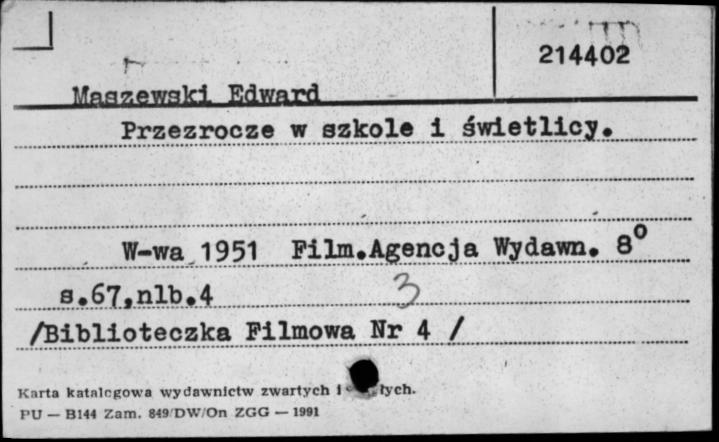 214402
Maszewski Edward
Przezrocze w szkole i świetlicy.
W-wa 1951 Film.Agencja Wydawn. 8⁰
s.67,nlb.4 3
/Biblioteczka Filmowa Nr 4 /
Karta katalogowa wydawnictw zwartych i
PU — B144 Zam. 849/DW/On ZGG — 1991